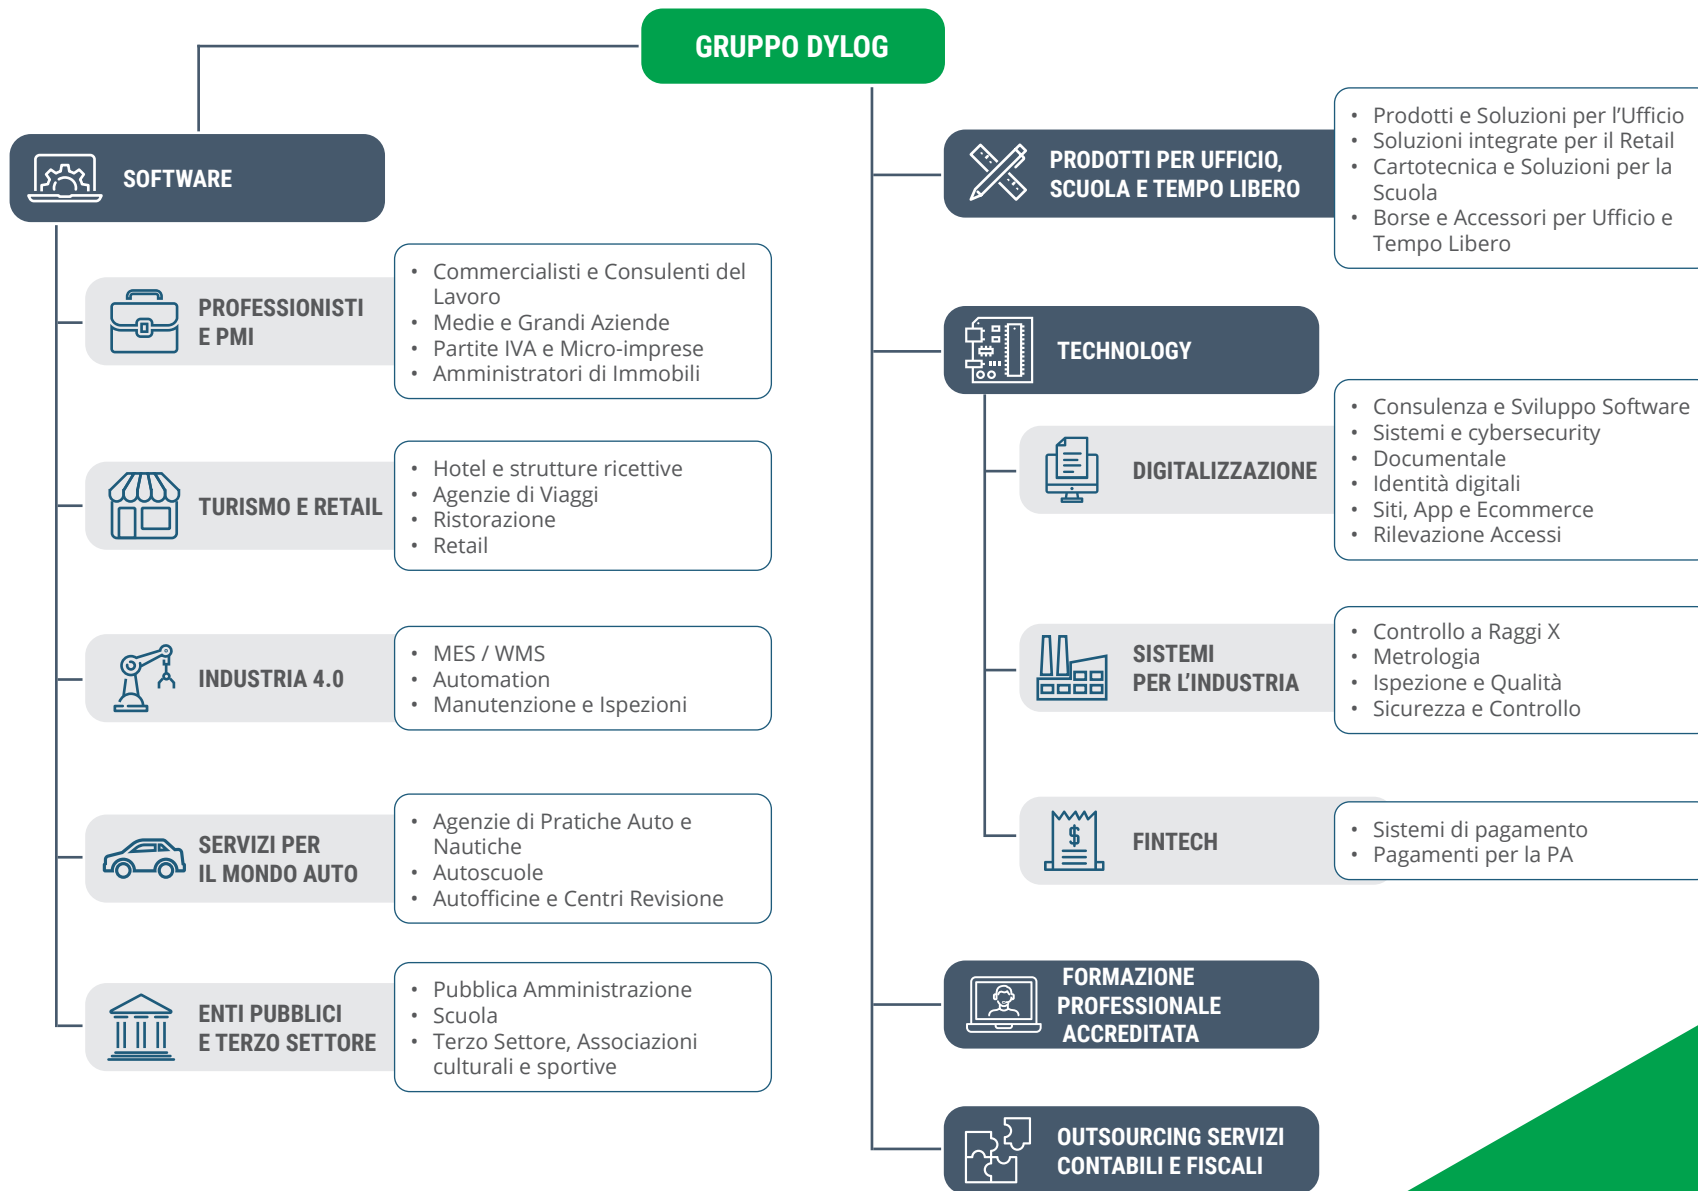 GRUPPO DYLOG
SOFTWARE
PROFESSIONISTI
E PMI
• Commercialisti e Consulenti del
Lavoro
• Medie e Grandi Aziende
• Partite IVA e Micro-imprese
• Amministratori di Immobili
TURISMO E RETAIL
• Hotel e strutture ricettive
• Agenzie di Viaggi
• Ristorazione
• Retail
INDUSTRIA 4.0
• MES / WMS
• Automation
• Manutenzione e Ispezioni
SERVIZI PER
IL MONDO AUTO
• Agenzie di Pratiche Auto e
Nautiche
• Autoscuole
• Autofficine e Centri Revisione
ENTI PUBBLICI
E TERZO SETTORE
• Pubblica Amministrazione
• Scuola
• Terzo Settore, Associazioni
culturali e sportive
PRODOTTI PER UFFICIO,
SCUOLA E TEMPO LIBERO
• Prodotti e Soluzioni per l’Ufficio
• Soluzioni integrate per il Retail
• Cartotecnica e Soluzioni per la
Scuola
• Borse e Accessori per Ufficio e
Tempo Libero
TECHNOLOGY
DIGITALIZZAZIONE
• Consulenza e Sviluppo Software
• Sistemi e cybersecurity
• Documentale
• Identità digitali
• Siti, App e Ecommerce
• Rilevazione Accessi
SISTEMI
PER L’INDUSTRIA
• Controllo a Raggi X
• Metrologia
• Ispezione e Qualità
• Sicurezza e Controllo
$
FINTECH
• Sistemi di pagamento
• Pagamenti per la PA
FORMAZIONE
PROFESSIONALE
ACCREDITATA
OUTSOURCING SERVIZI
CONTABILI E FISCALI